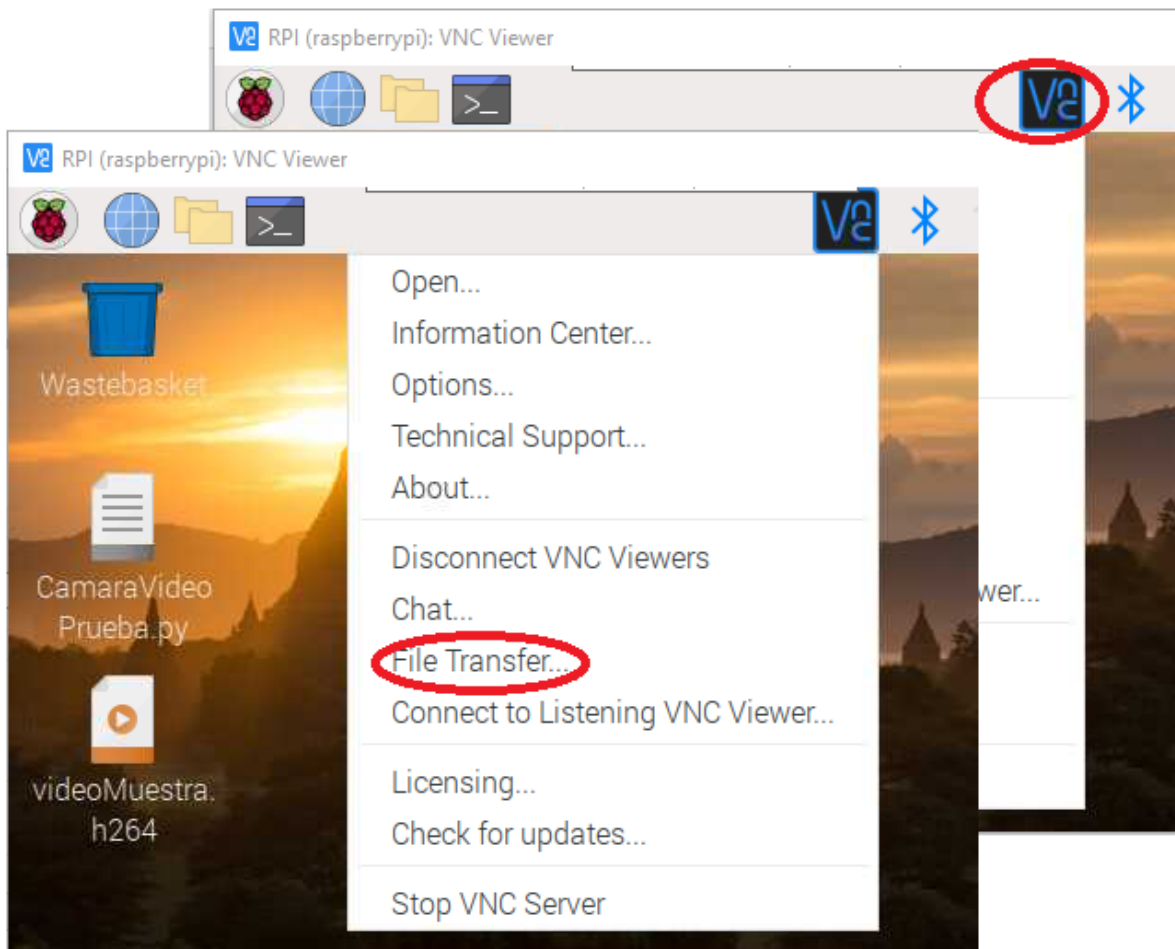 RPI (raspberrypi): VNC Viewer
>_
RPI (raspberrypi): VNC Viewer
>_
Wastebasket
CamaraVideo
Prueba.py
videoMuestra.
h264
Open...
Information Center...
Options...
Technical Support...
About...
Disconnect VNC Viewers
Chat...
File Transfer...
Connect to Listening VNC Viewer...
Licensing...
Check for updates...
Stop VNC Server
wer...